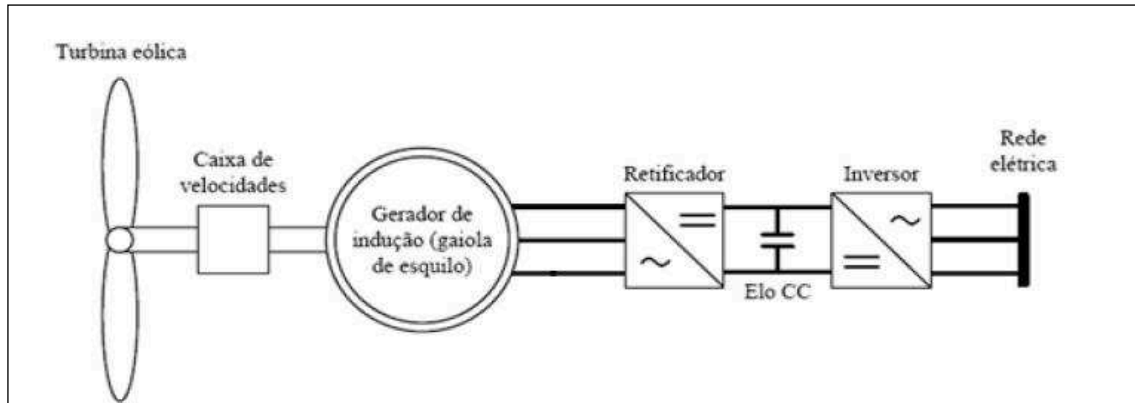 Turbina eólica
Caixa de
velocidades
Gerador de
indução (gaiola
de esquilo)
Retificador
Elo CC
Inversor
Rede
elétrica